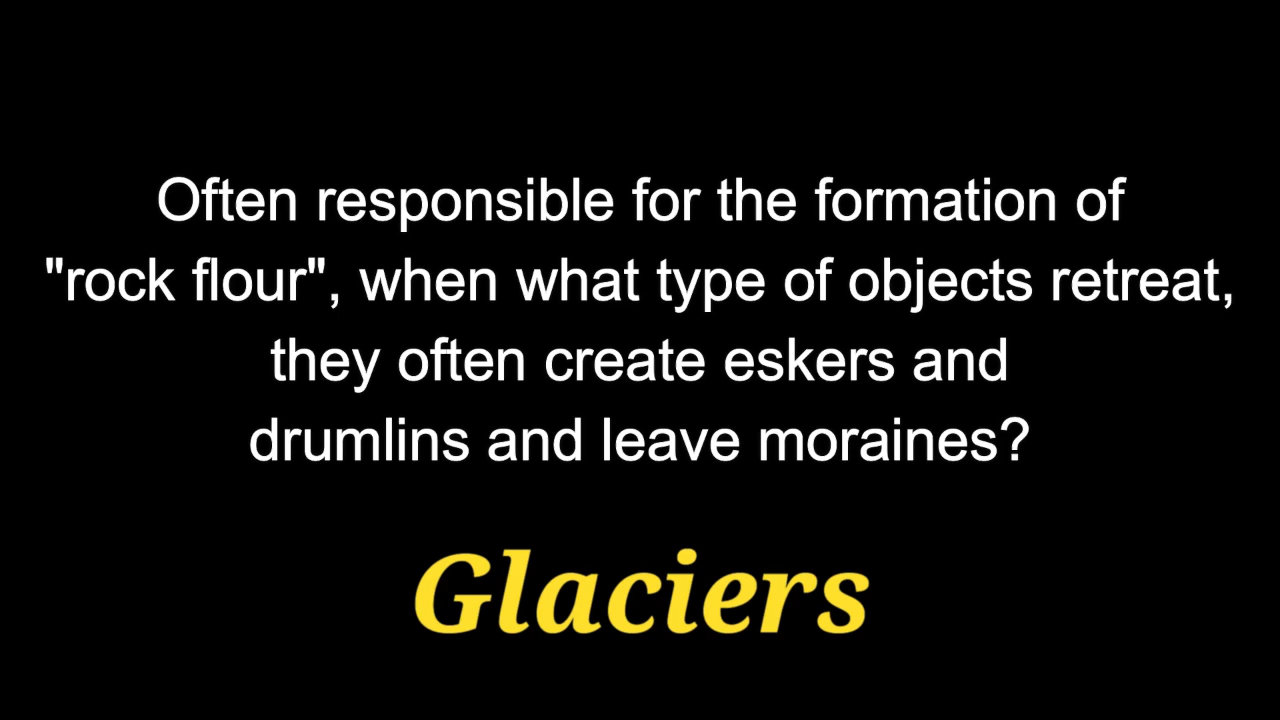 Often responsible for the formation of
"rock flour", when what type of objects retreat,
they often create eskers and
drumlins and leave moraines?
Glaciers